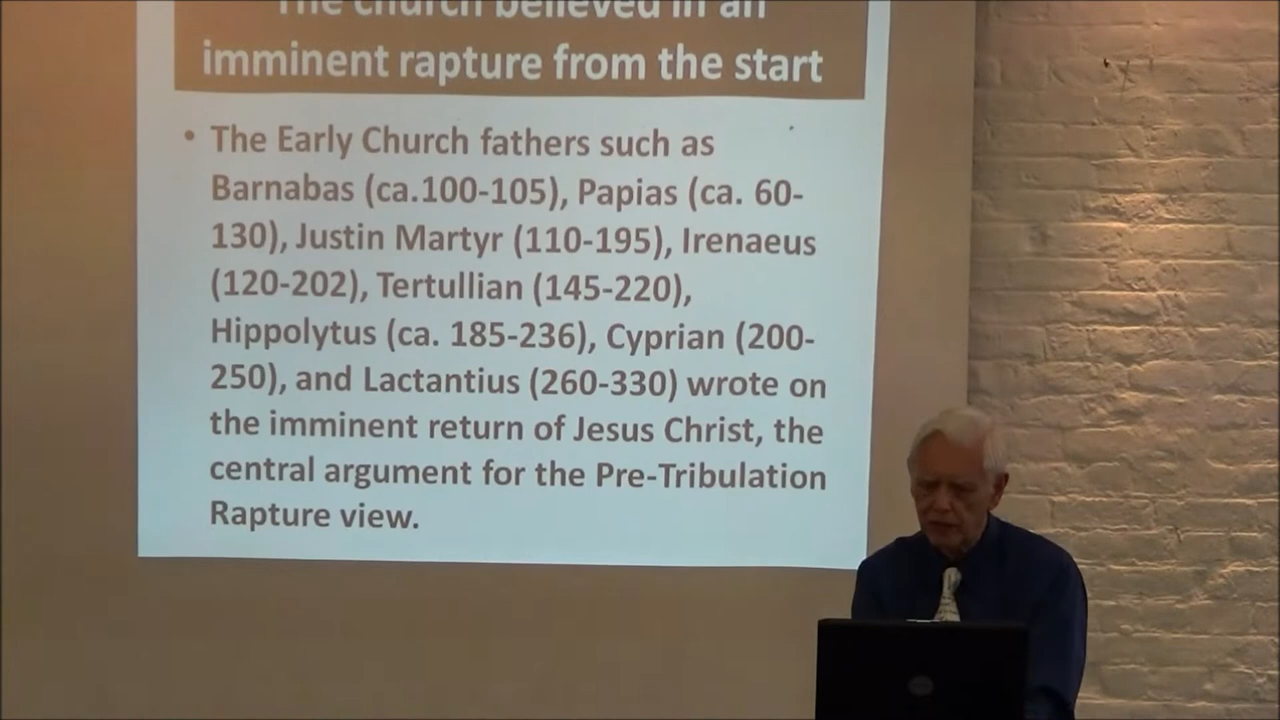 The church believed in an
imminent rapture from the start
• The Early Church fathers such as
Barnabas (ca.100-105), Papias (ca. 60-
130), Justin Martyr (110-195), Irenaeus
(120-202), Tertullian (145-220),
Hippolytus (ca. 185-236), Cyprian (200-
250), and Lactantius (260-330) wrote on
the imminent return of Jesus Christ, the
central argument for the Pre-Tribulation
Rapture view.